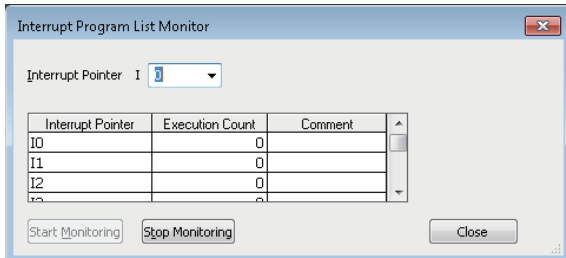 Interrupt Program List Monitor
Interrupt Pointer I 0
Interrupt Pointer Execution Count Comment
I0 0
I1 0
I2 0
Start Monitoring Stop Monitoring Close